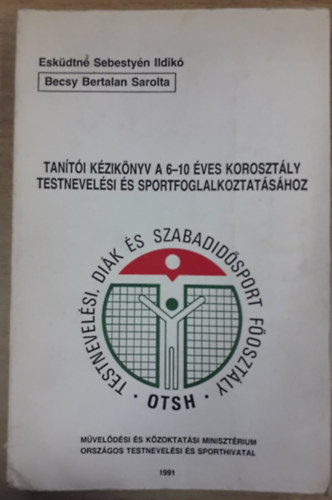 Esküdtné Sebestyén Ildikó
Becsy Bertalan Sarolta
TANÍTÓI KÉZIKÖNYV A 6–10 ÉVES KOROSZTÁLY
TESTNEVELÉSI ÉS SPORTFOGLALKOZTATÁSÁHOZ
TESTNEVELÉSI, DIÁK ÉS SZABADIDŐSPORT FŐOSZTÁLY
· OTSH ·
MŰVELŐDÉSI ÉS KÖZOKTATÁSI MINISZTÉRIUM
ORSZÁGOS TESTNEVELÉSI ÉS SPORTHIVATAL
1991